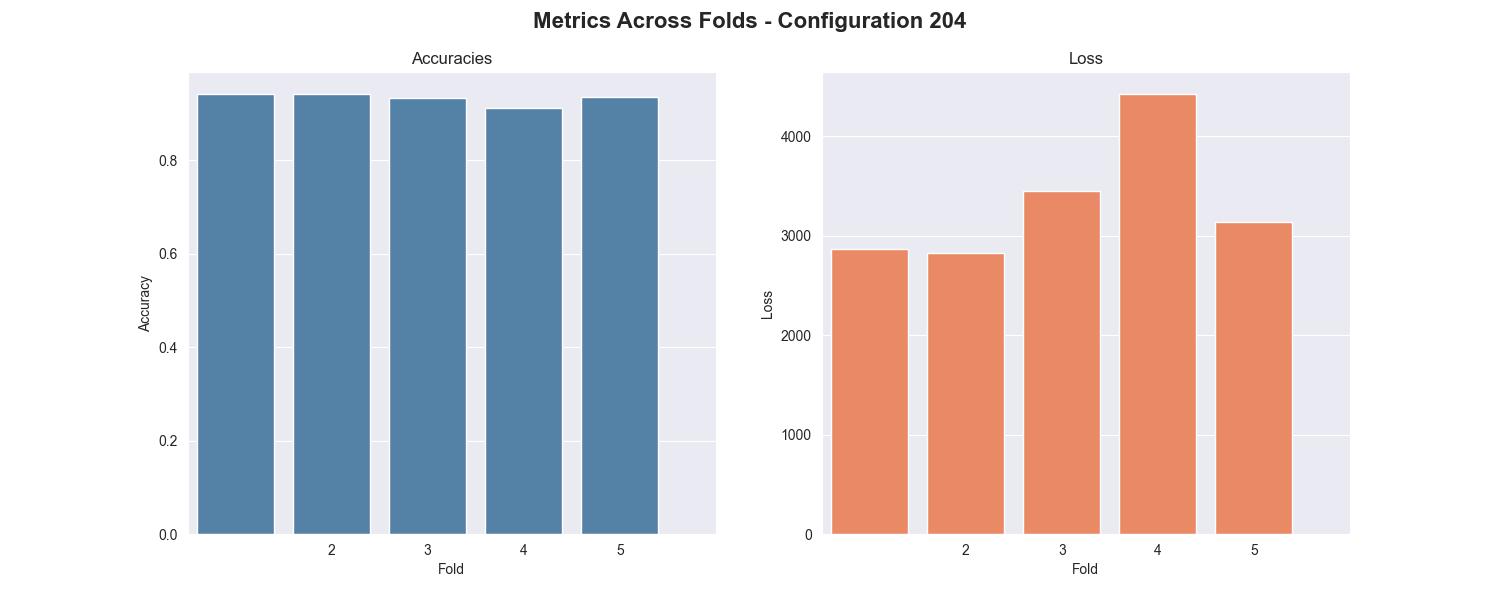 Metrics Across Folds - Configuration 204
Accuracies
0.8
0.6
0.4
0.2
0.0
Accuracy
2 3 4 5
Fold
Loss
4000
3000
2000
1000
0
Loss
2 3 4 5
Fold